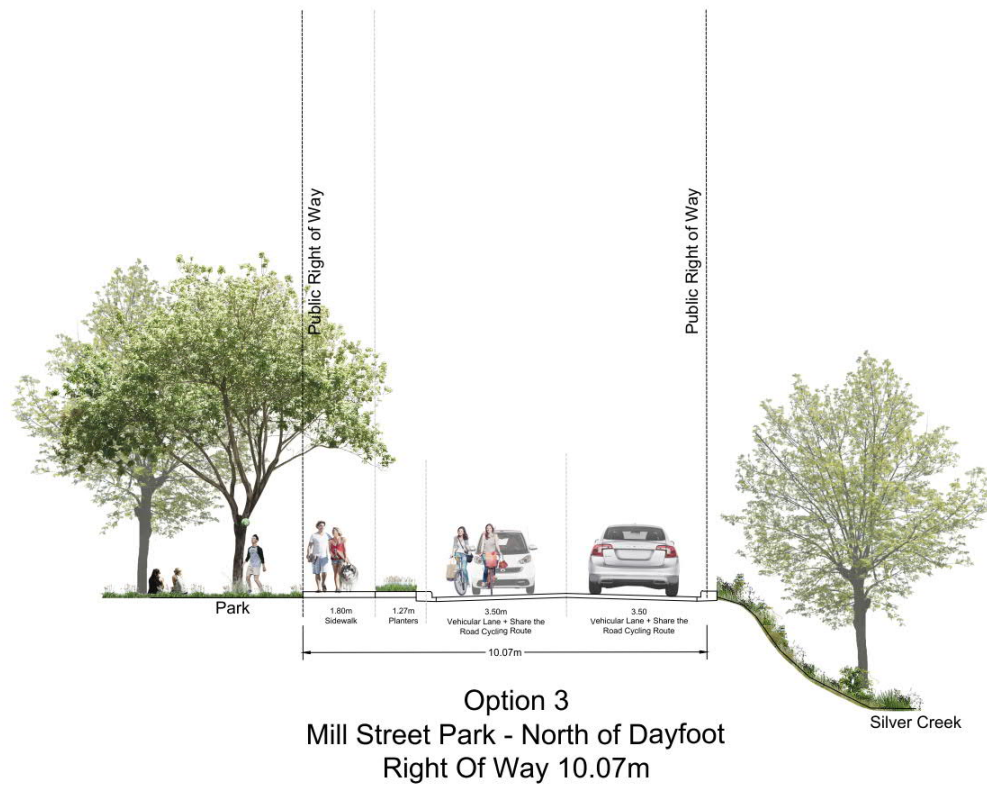 Public Right of Way
Public Right of Way
Park
1.80m
Sidewalk
1.27m
Planters
3.50m
Vehicular Lane + Share the
Road Cycling Route
3.50
Vehicular Lane + Share the
Road Cycling Route
10.07m
Silver Creek
Option 3
Mill Street Park - North of Dayfoot
Right Of Way 10.07m